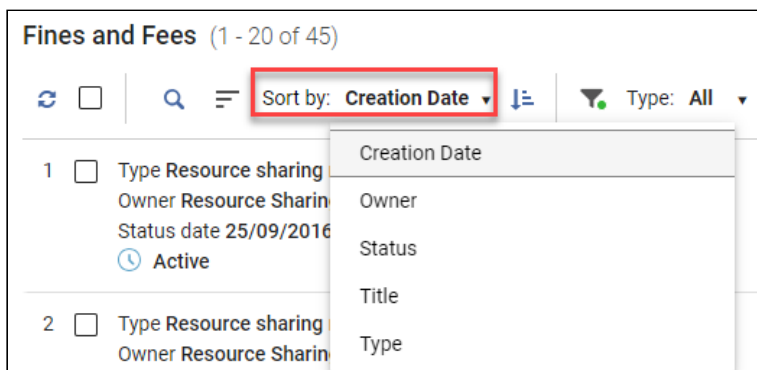 Fines and Fees (1 - 20 of 45)
Sort by: Creation Date Type: All
Creation Date
Owner
Status
Title
Type
1 Type Resource sharing
Owner Resource Sharin
Status date 25/09/2016
Active
2 Type Resource sharing
Owner Resource Sharin